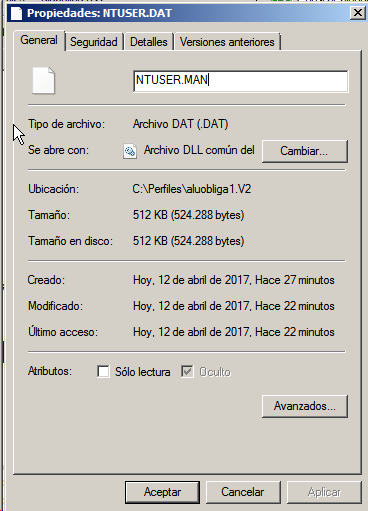 Propiedades: NTUSER.DAT
General Seguridad Detalles Versiones anteriores
NTUSER.MAN
Tipo de archivo: Archivo DAT (.DAT)
Se abre con: Archivo DLL común del Cambiar...
Ubicación: C:\Perfiles\aluobliga1.V2
Tamaño: 512 KB (524.288 bytes)
Tamaño en disco: 512 KB (524.288 bytes)
Creado: Hoy, 12 de abril de 2017, Hace 27 minutos
Modificado: Hoy, 12 de abril de 2017, Hace 22 minutos
Último acceso: Hoy, 12 de abril de 2017, Hace 22 minutos
Atributos: Sólo lectura Oculto
Avanzados...
Aceptar Cancelar Aplicar